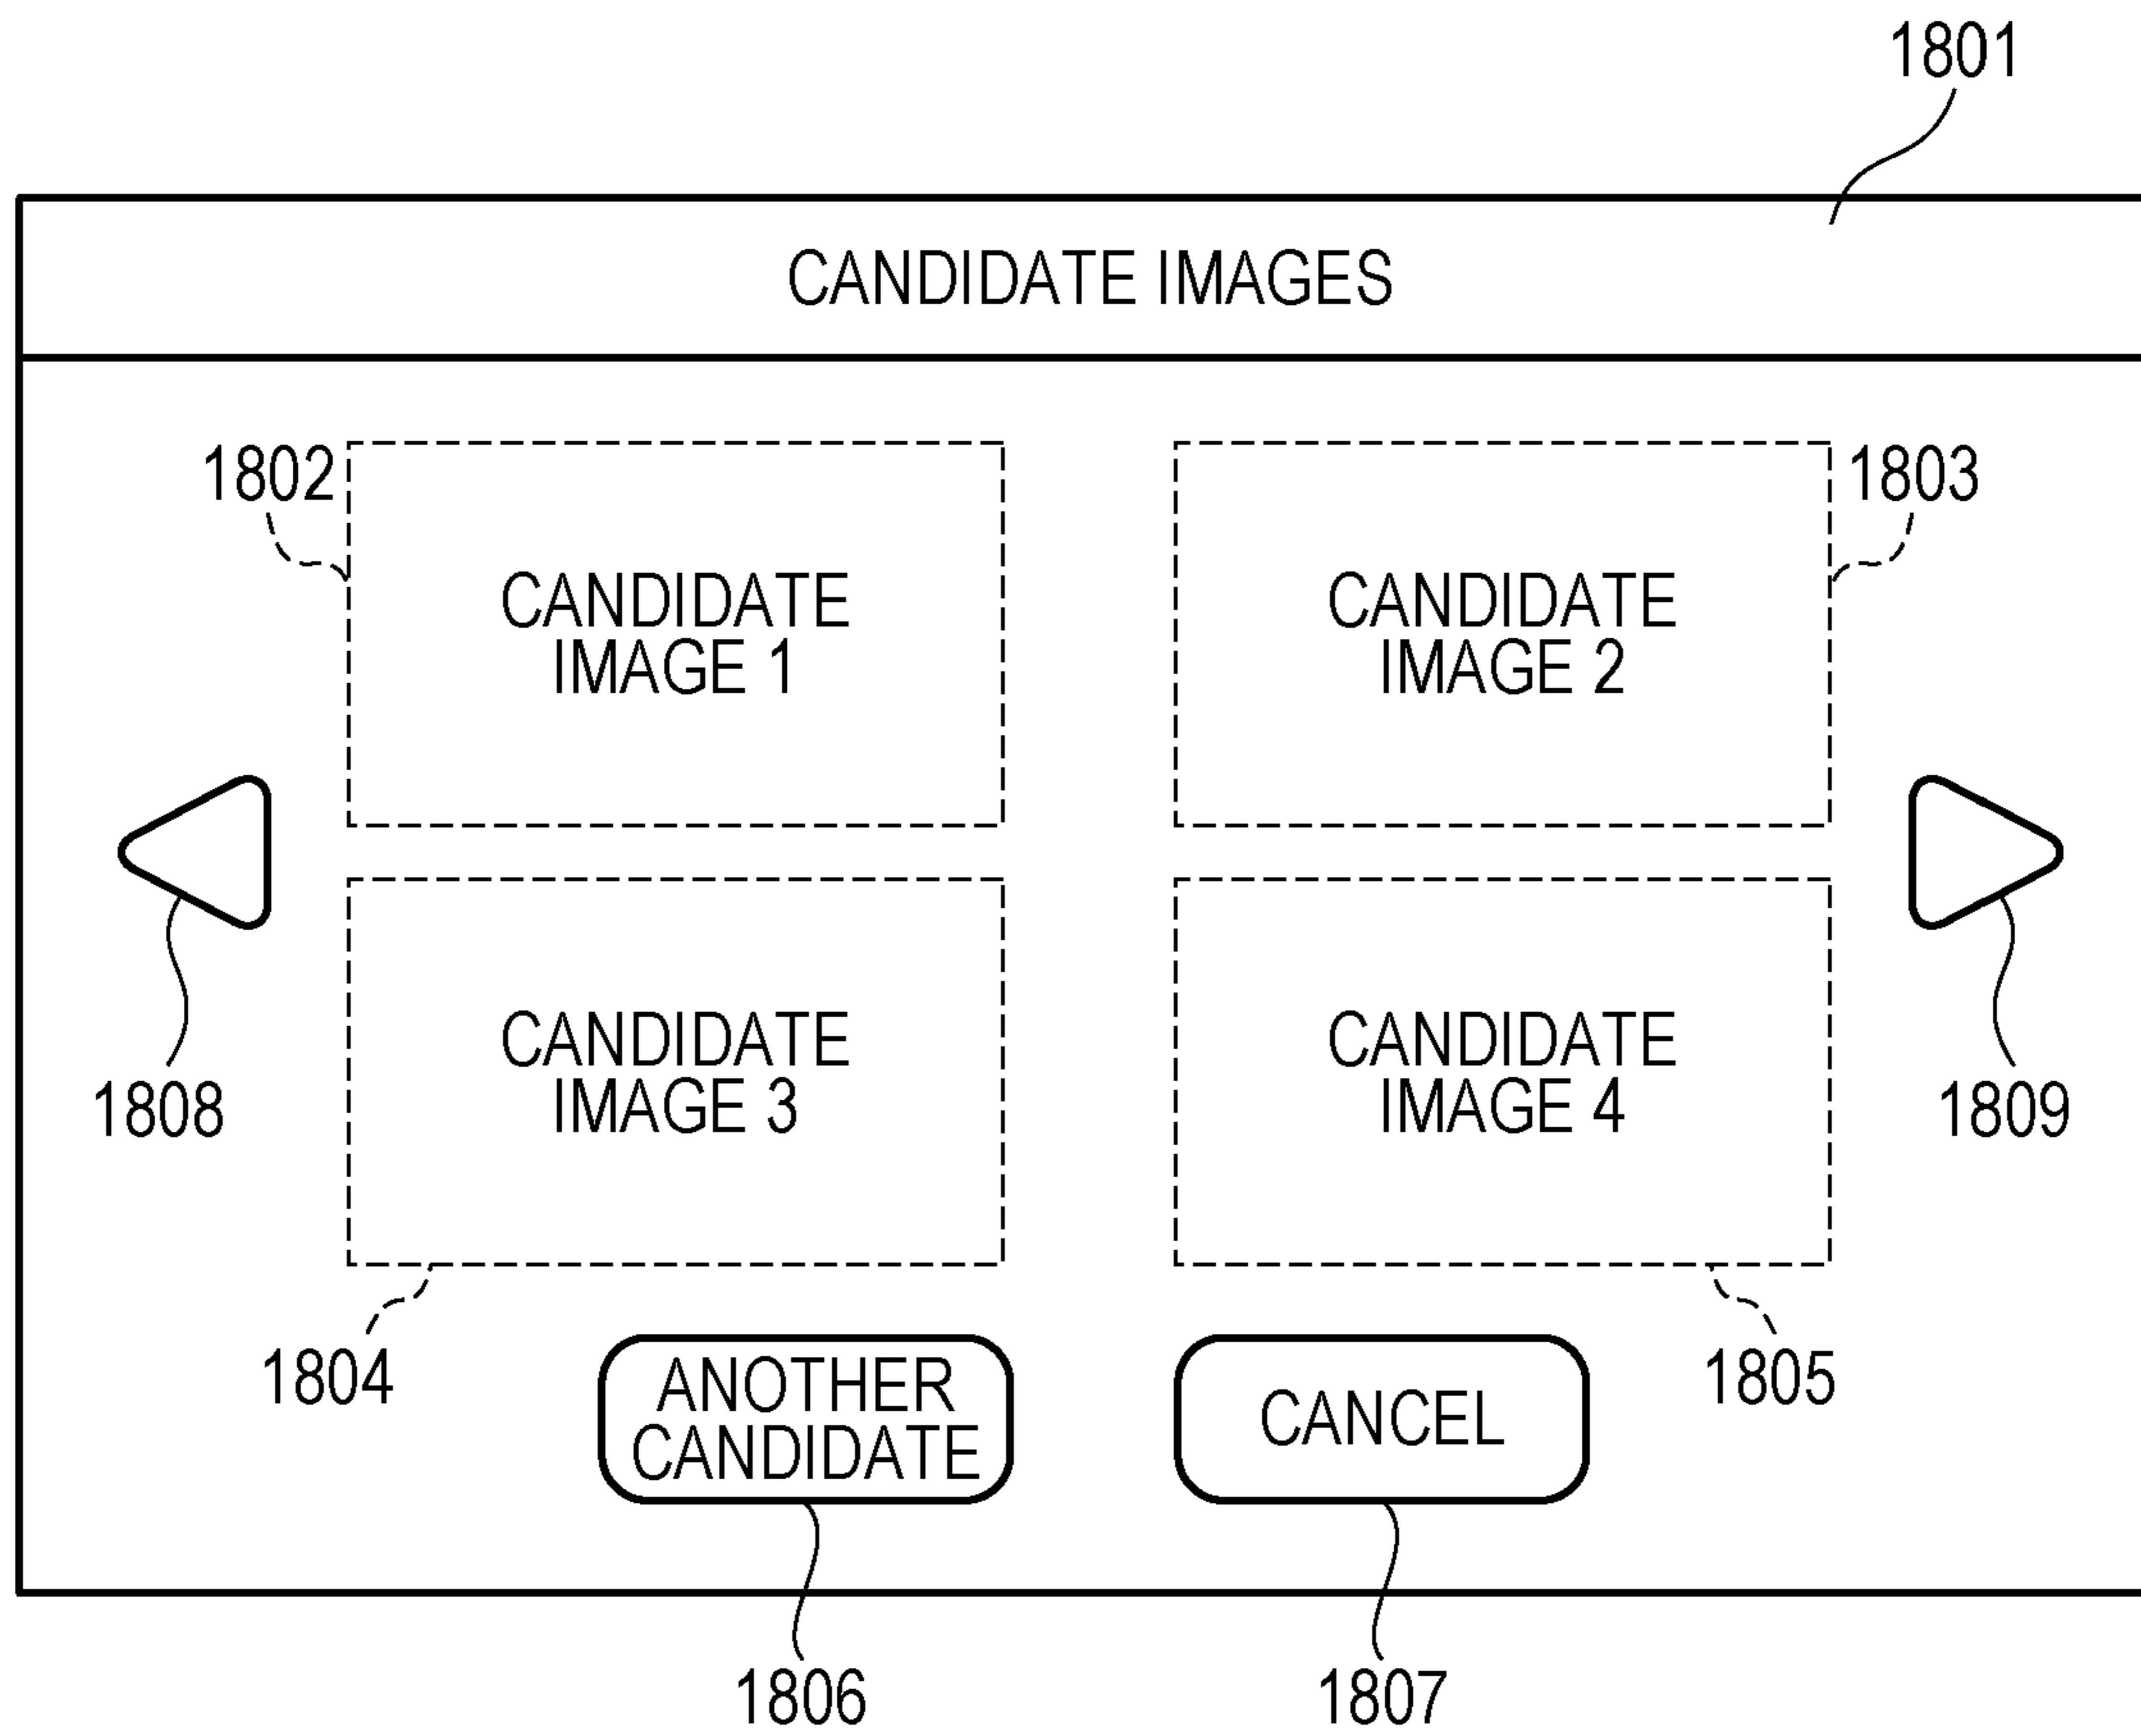 1801
CANDIDATE IMAGES
1802
1803
CANDIDATE
IMAGE 1
CANDIDATE
IMAGE 2
CANDIDATE
IMAGE 3
CANDIDATE
IMAGE 4
1808
1809
1804
1805
ANOTHER
CANDIDATE
CANCEL
1806
1807